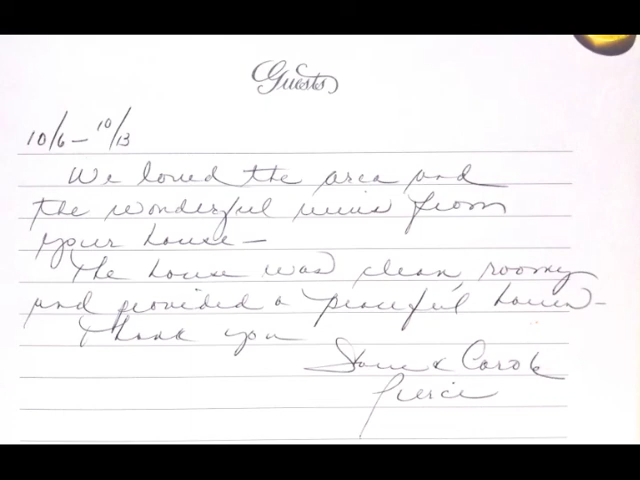 Guests
10/6 - 10/13
We loved the area and
the wonderful views from
your house -
The house was clean, roomy
and provided a peaceful haven -
Thank you
& Carole
Pierce